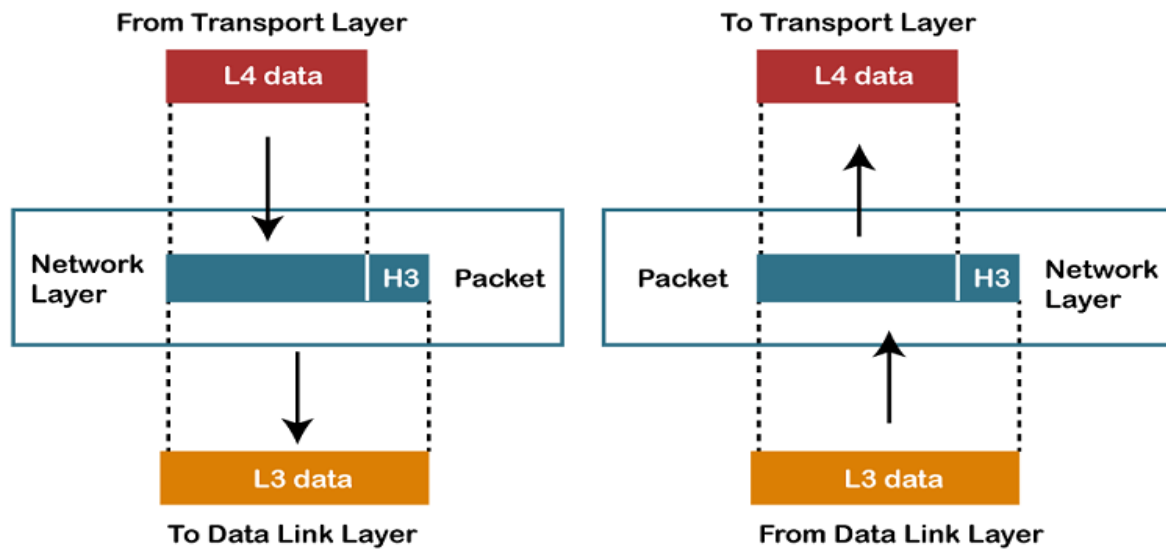 From Transport Layer
L4 data
Network
Layer
H3
Packet
L3 data
To Data Link Layer
To Transport Layer
L4 data
Packet
H3
Network
Layer
L3 data
From Data Link Layer